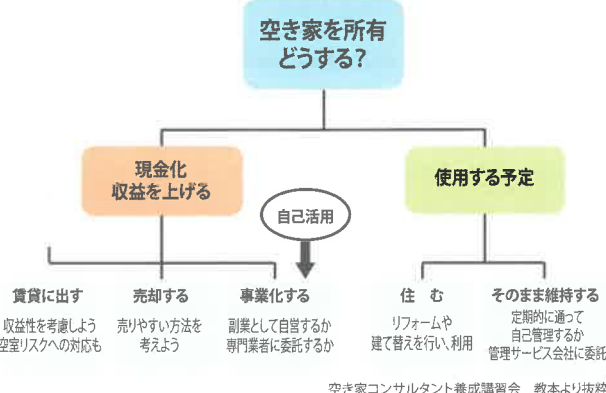 空き家を所有
どうする？
現金化
収益を上げる
使用する予定
自己活用
賃貸に出す
収益性を考慮しよう
空室リスクへの対応も
売却する
売りやすい方法を
考えよう
事業化する
副業として自営するか
専門業者に委託するか
住　む
リフォームや
建て替えを行い、利用
そのまま維持する
定期的に通って
自己管理するか
管理サービス会社に委託
空き家コンサルタント養成講習会　教本より抜粋